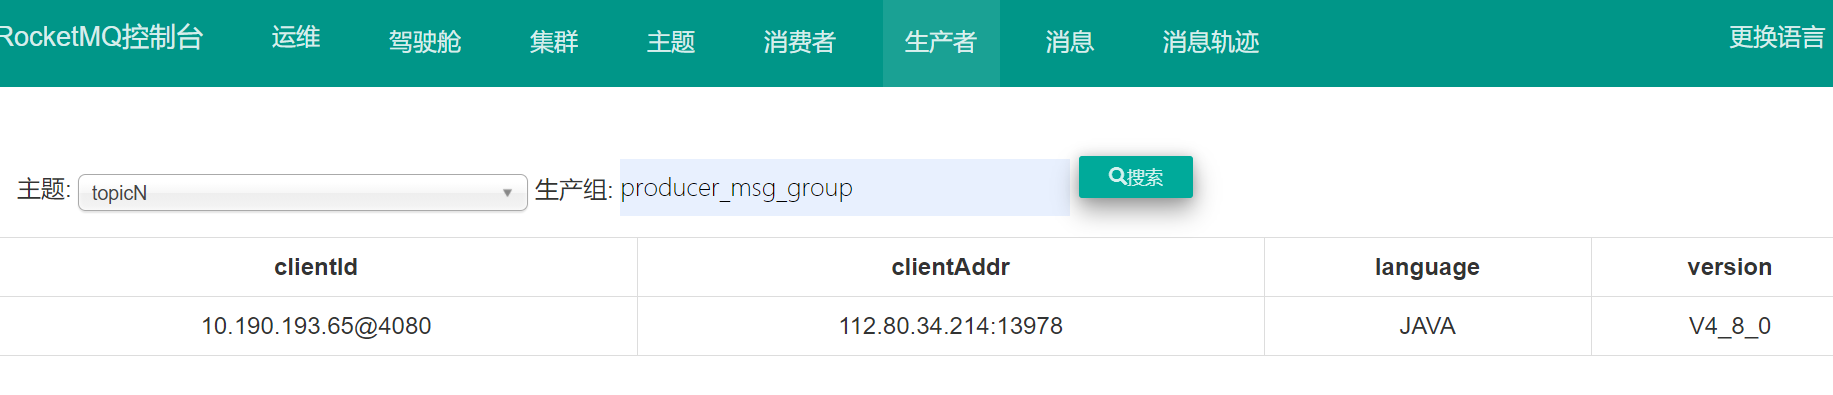 RocketMQ控制台 运维 驾驶舱 集群 主题 消费者 生产者 消息 消息轨迹 更换语言
主题: topicN 生产组: producer_msg_group 搜索
clientId clientAddr language version
10.190.193.65@4080 112.80.34.214:13978 JAVA V4_8_0